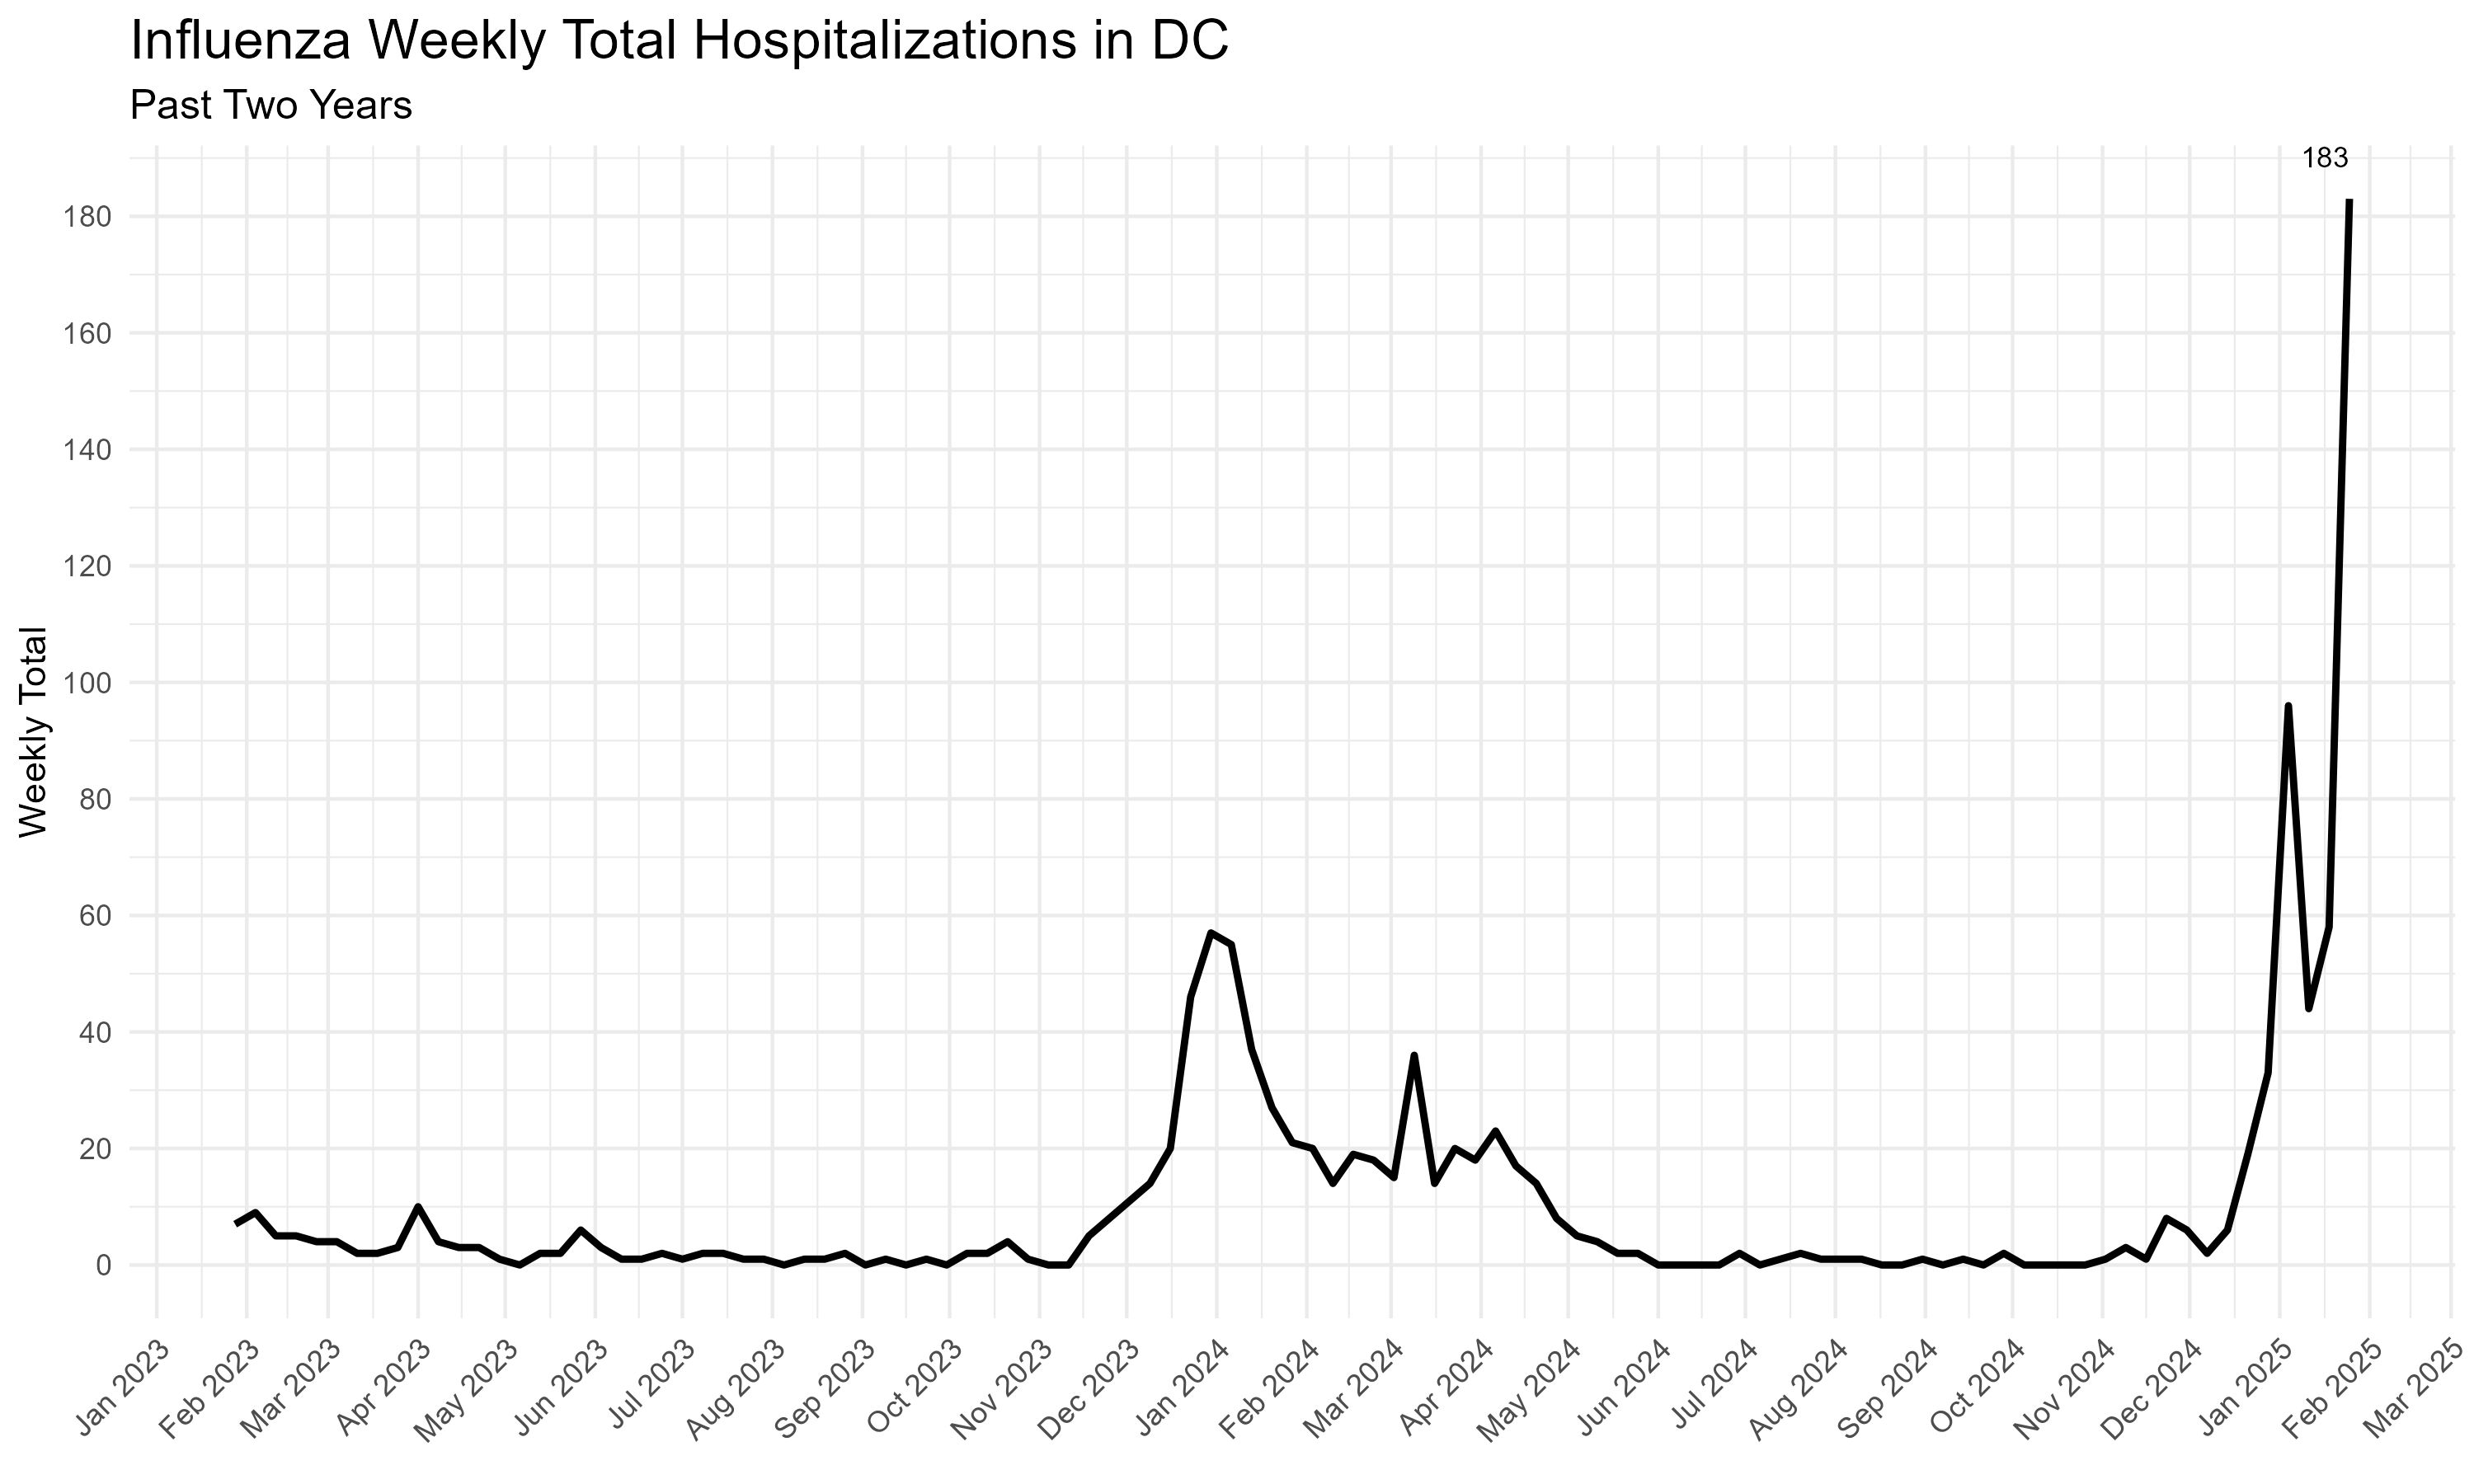 Influenza Weekly Total Hospitalizations in DC
Past Two Years
183
180
160
140
120
100
80
60
40
20
0
Weekly Total
Jan 2023
Feb 2023
Mar 2023
Apr 2023
May 2023
Jun 2023
Jul 2023
Aug 2023
Sep 2023
Oct 2023
Nov 2023
Dec 2023
Jan 2024
Feb 2024
Mar 2024
Apr 2024
May 2024
Jun 2024
Jul 2024
Aug 2024
Sep 2024
Oct 2024
Nov 2024
Dec 2024
Jan 2025
Feb 2025
Mar 2025